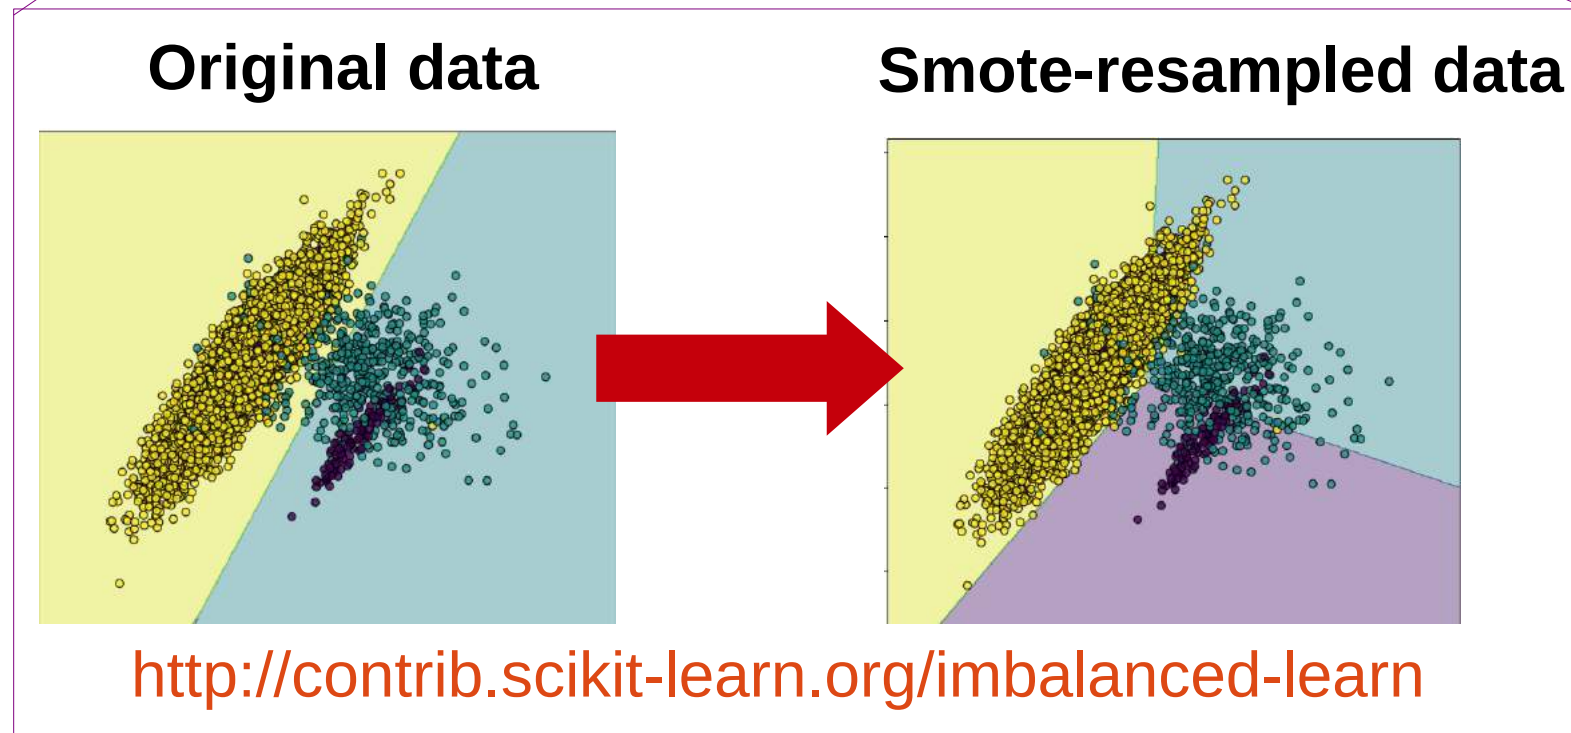 Original data
Smote-resampled data
http://contrib.scikit-learn.org/imbalanced-learn